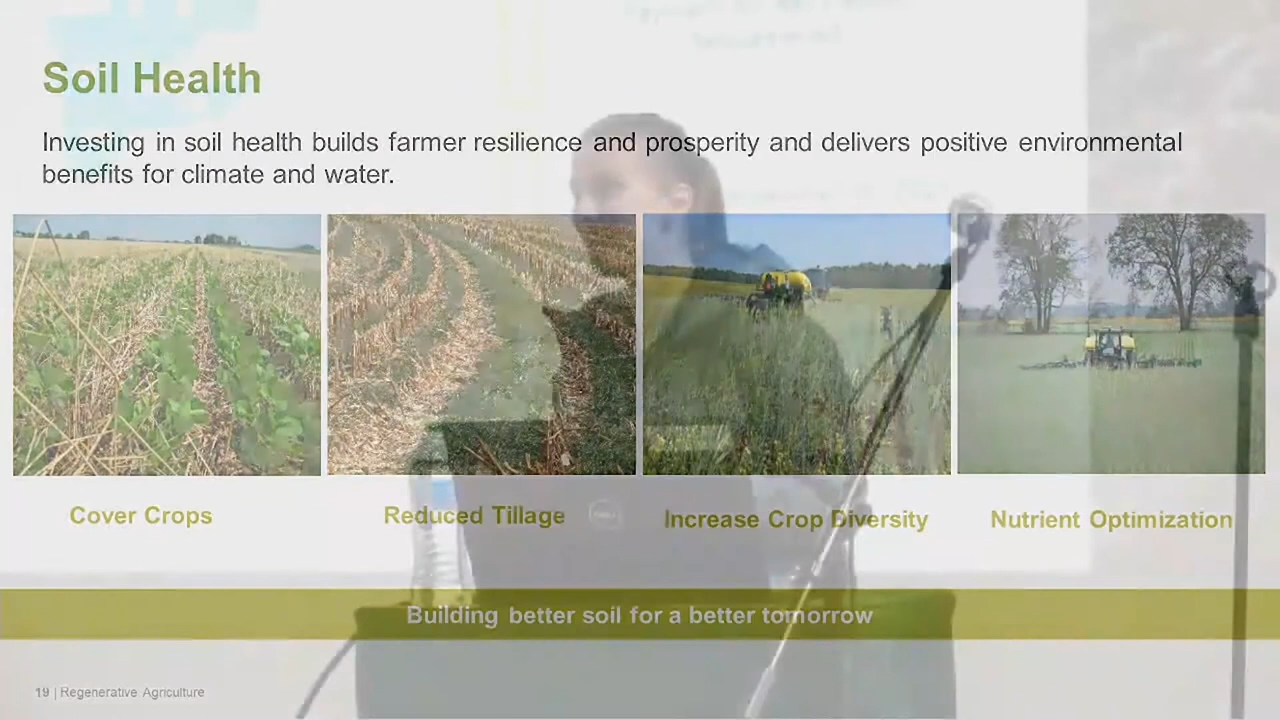 Soil Health
Investing in soil health builds farmer resilience and prosperity and delivers positive environmental
benefits for climate and water.
Cover Crops
Reduced Tillage
Increase Crop Diversity
Nutrient Optimization
Building better soil for a better tomorrow
19 | Regenerative Agriculture